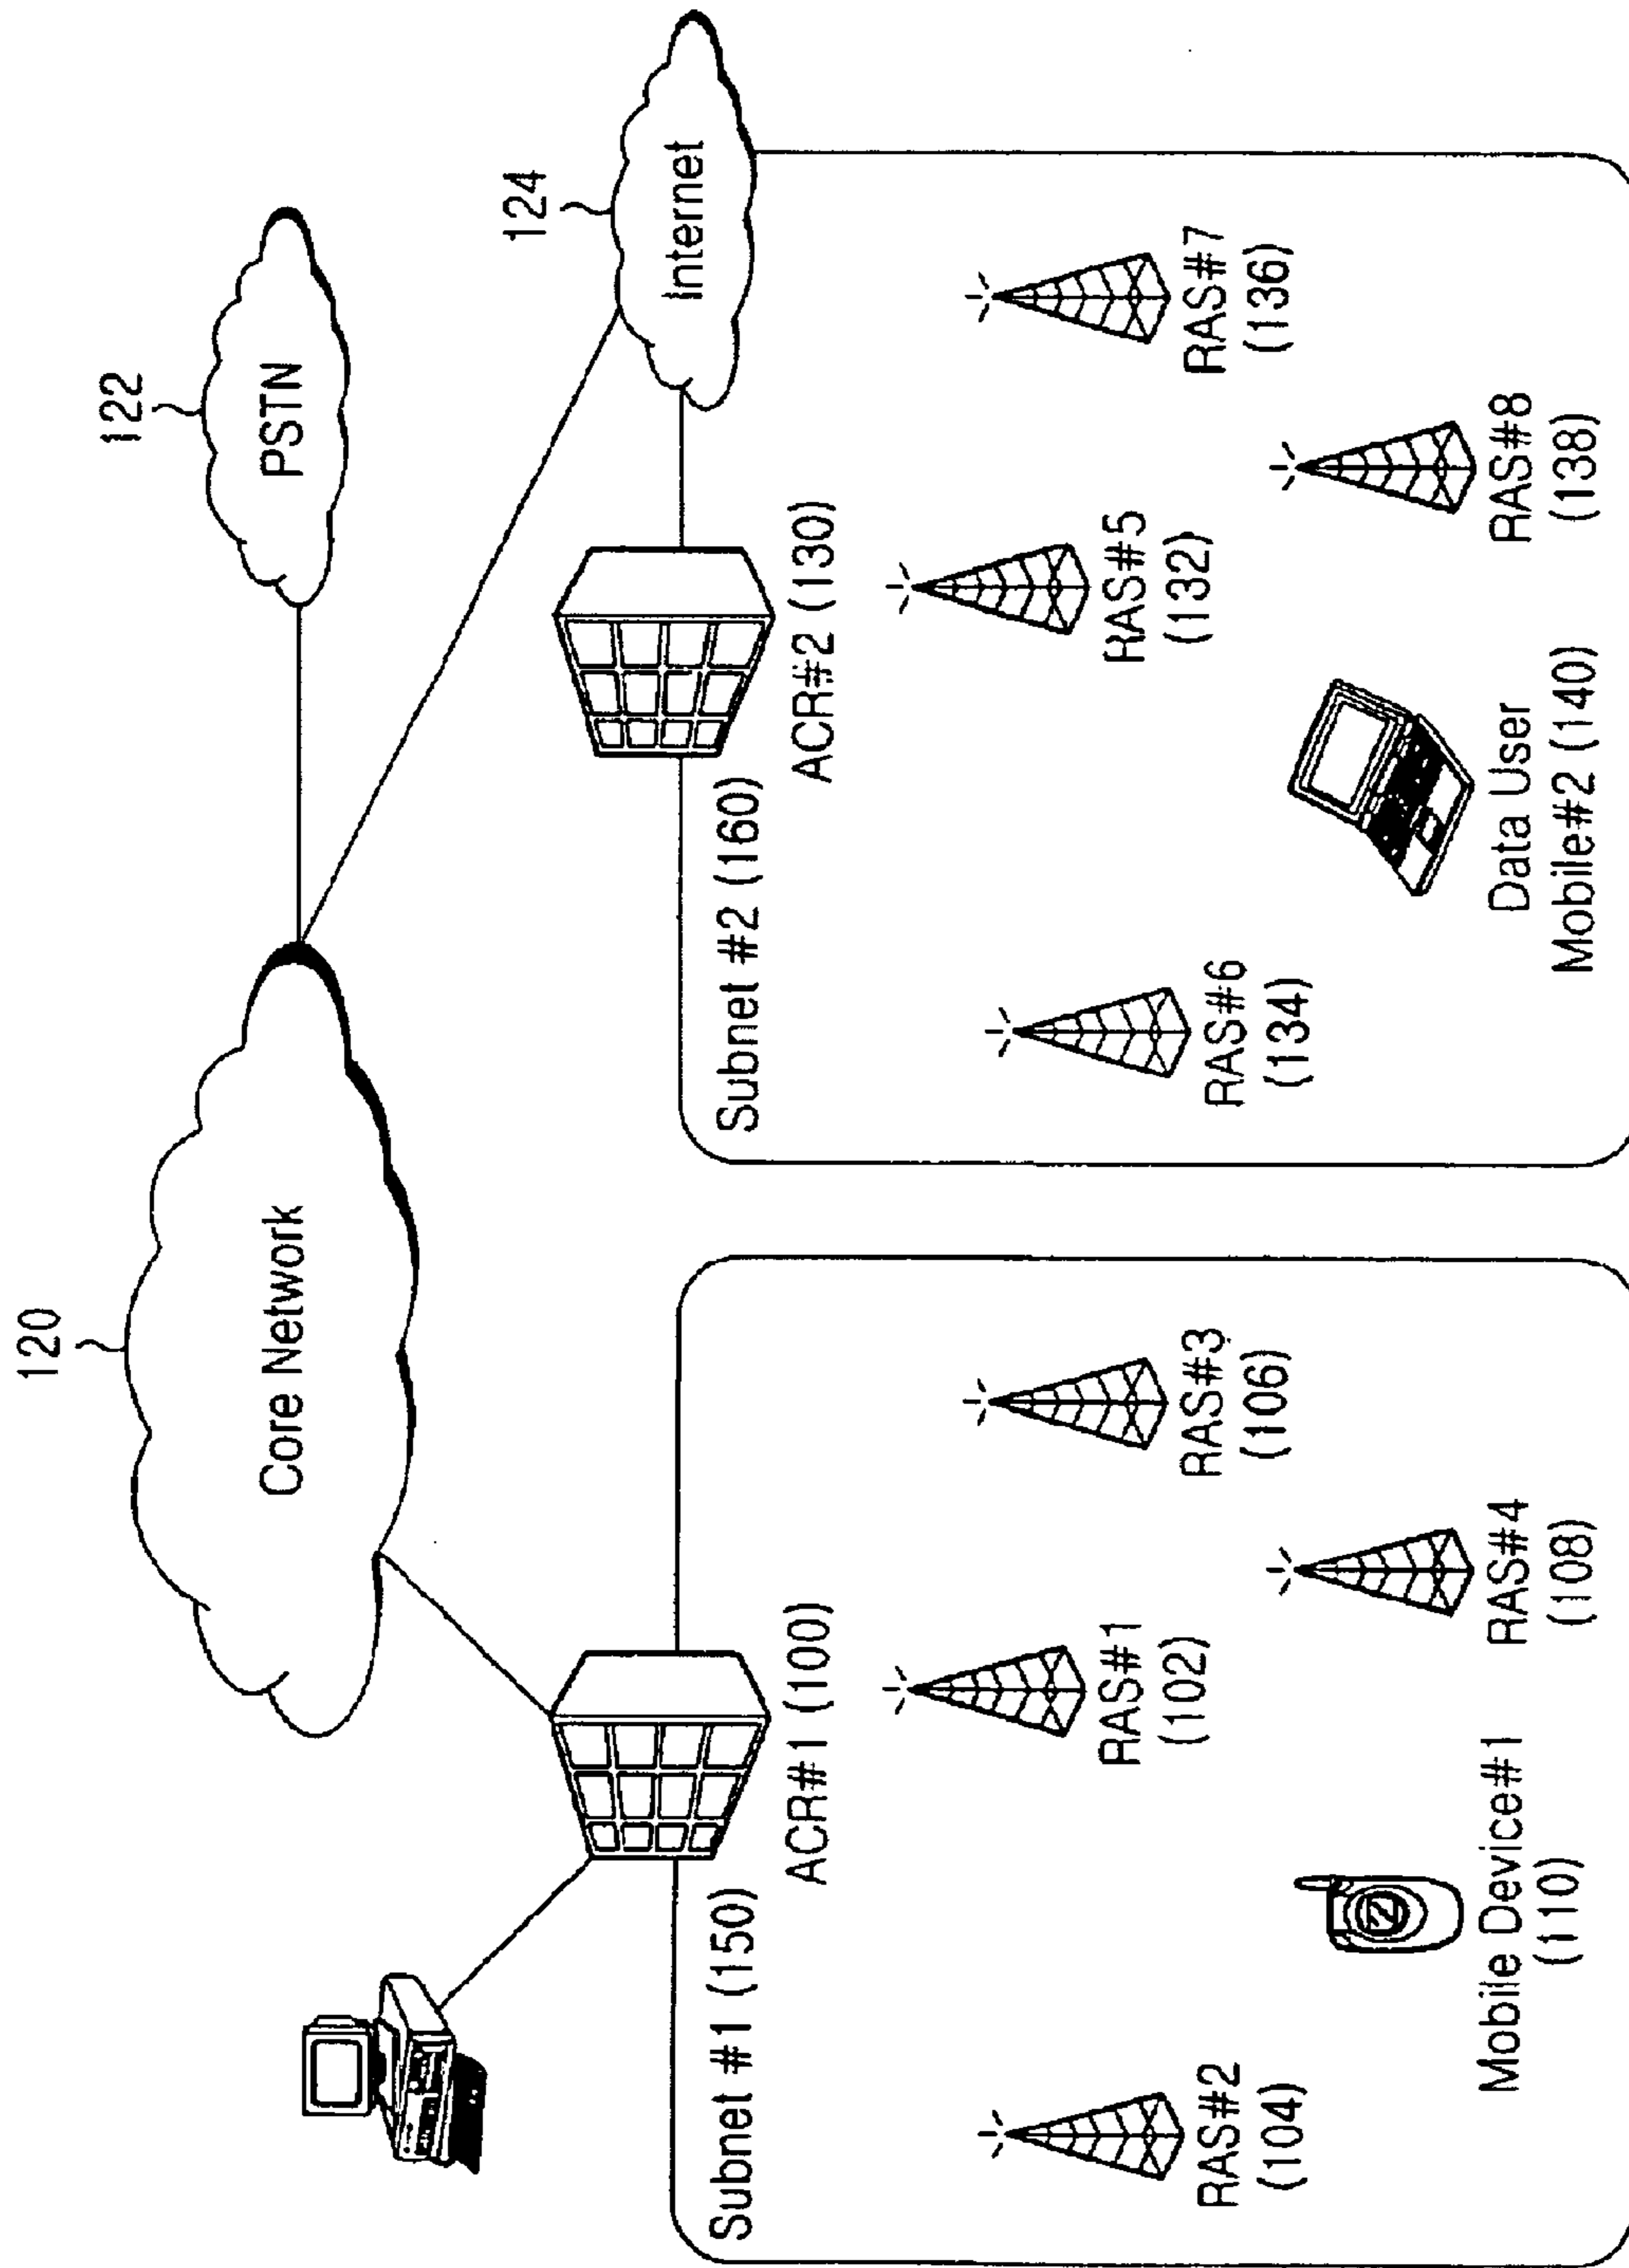 120
Core Network
122
PSTN
124
Internet
Subnet #1 (150)
ACR#1 (100)
RAS#1
(102)
RAS#2
(104)
RAS#3
(106)
RAS#4
(108)
Mobile Device#1
(110)
Subnet #2 (160)
ACR#2 (130)
RAS#5
(132)
RAS#6
(134)
RAS#7
(136)
RAS#8
(138)
Data User
Mobile#2 (140)